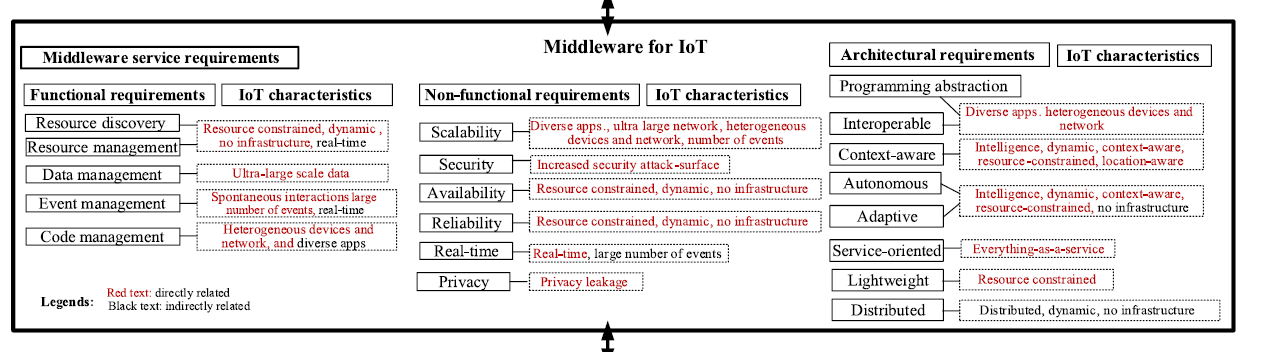 Middleware for IoT
Middleware service requirements
Functional requirements
IoT characteristics
Resource discovery
Resource management
Resource constrained, dynamic ,
no infrastructure, real-time
Data management
Ultra-large scale data
Event management
Spontaneous interactions large
number of events, real-time
Code management
Heterogeneous devices and
network, and diverse apps
Legends:
Red text: directly related
Black text: indirectly related
Non-functional requirements
IoT characteristics
Scalability
Diverse apps., ultra large network, heterogeneous
devices and network, number of events
Security
Increased security attack-surface
Availability
Resource constrained, dynamic, no infrastructure
Reliability
Resource constrained, dynamic, no infrastructure
Real-time
Real-time, large number of events
Privacy
Privacy leakage
Architectural requirements
IoT characteristics
Programming abstraction
Interoperable
Diverse apps. heterogeneous devices and
network
Context-aware
Intelligence, dynamic, context-aware,
resource-constrained, location-aware
Autonomous
Adaptive
Intelligence, dynamic, context-aware,
resource-constrained, no infrastructure
Service-oriented
Everything-as-a-service
Lightweight
Resource constrained
Distributed
Distributed, dynamic, no infrastructure